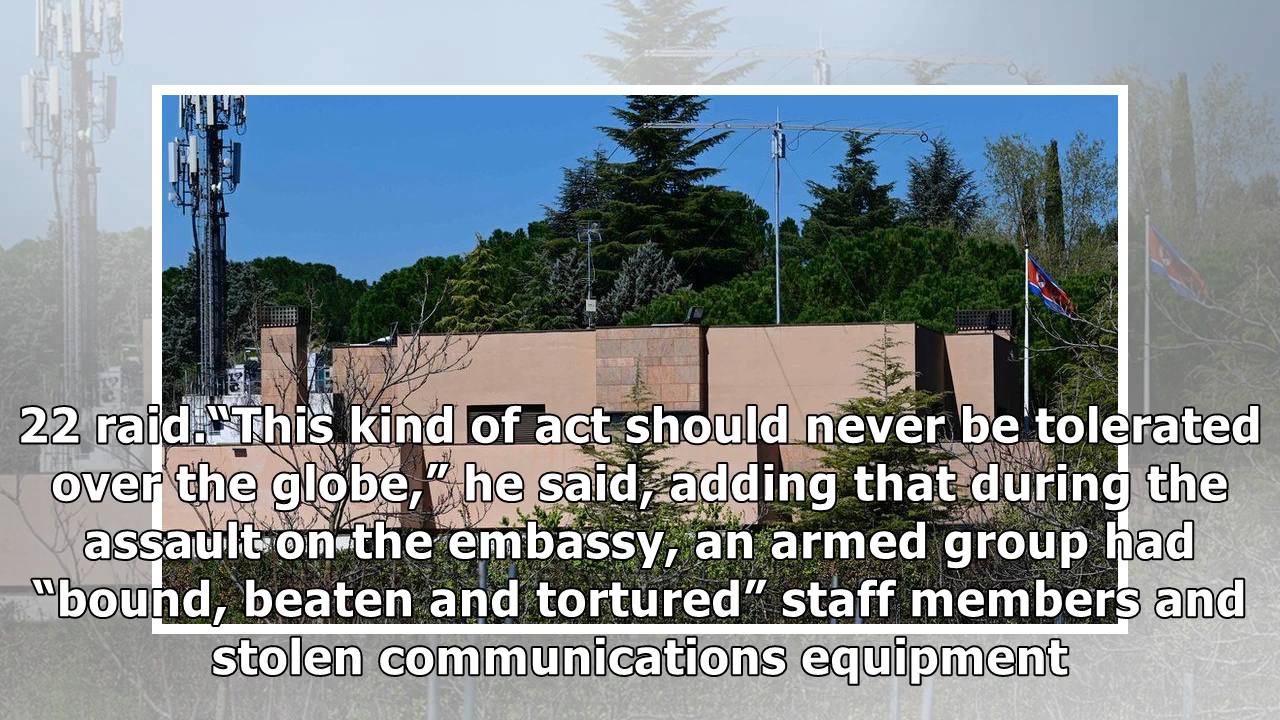 22 raid.“This kind of act should never be tolerated
over the globe,” he said, adding that during the
assault on the embassy, an armed group had
“bound, beaten and tortured” staff members and
stolen communications equipment